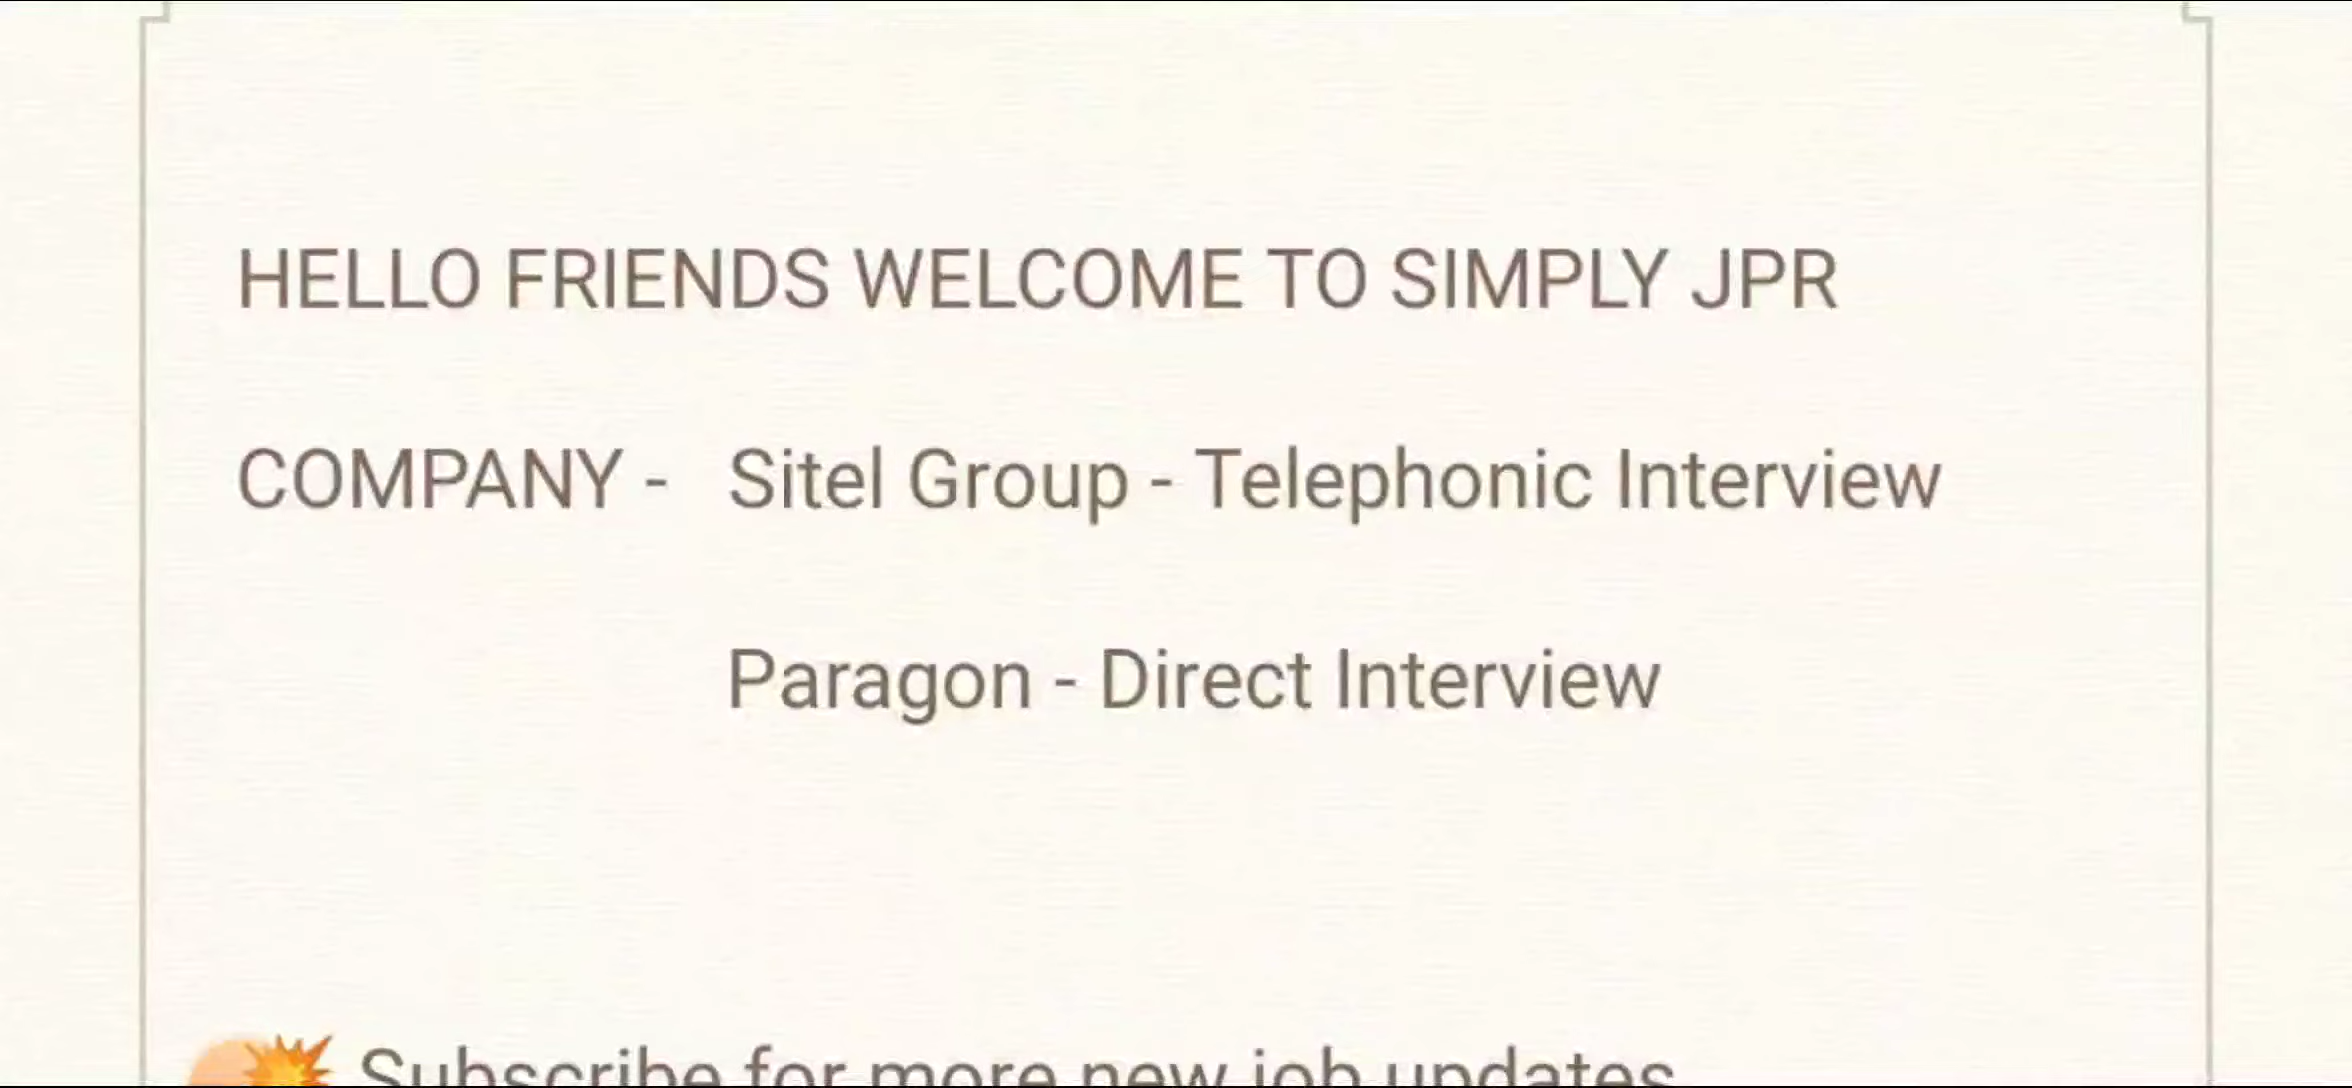 HELLO FRIENDS WELCOME TO SIMPLY JPR
COMPANY - Sitel Group - Telephonic Interview
Paragon - Direct Interview
Subscribe for more new job updates